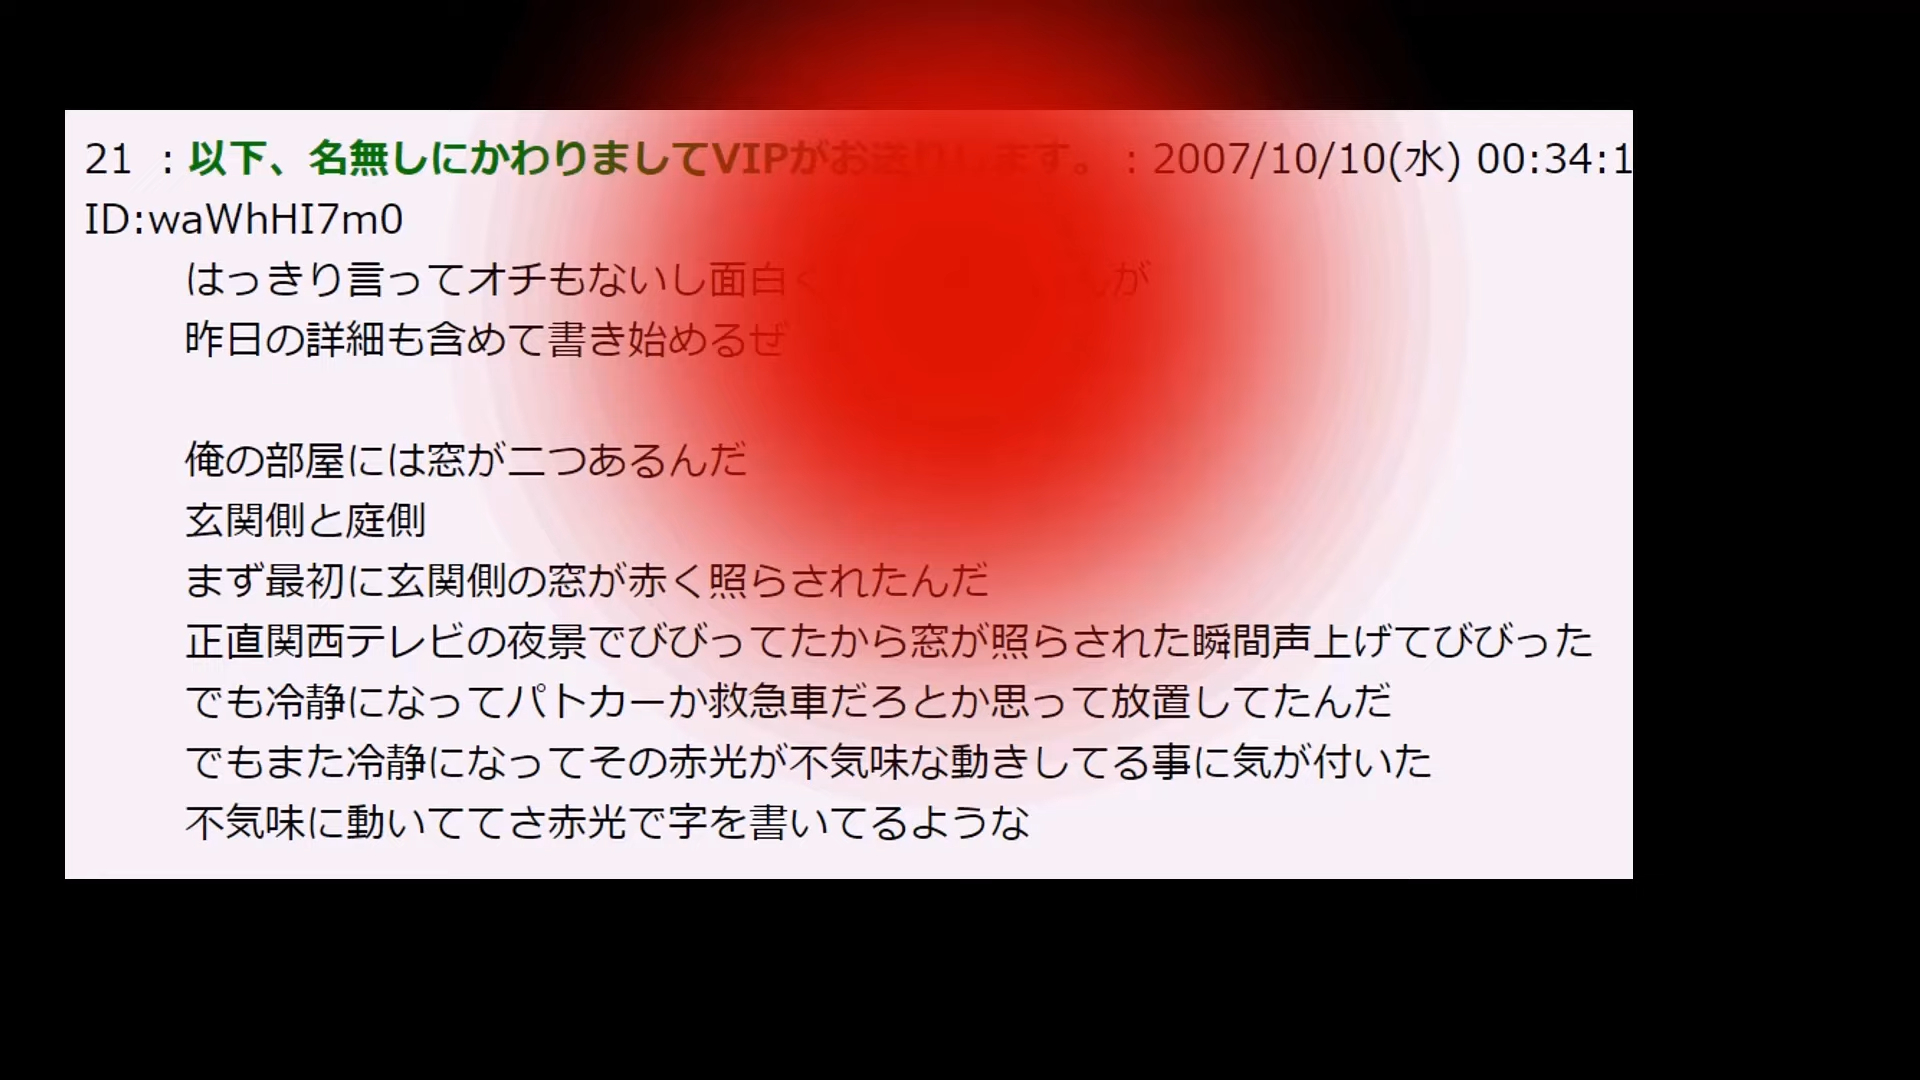 21 ：以下、名無しにかわりましてVIPがお送りします。：2007/10/10(水) 00:34:1
ID:waWhHI7m0
はっきり言ってオチもないし面白く
昨日の詳細も含めて書き始めるぜ
俺の部屋には窓が二つあるんだ
玄関側と庭側
まず最初に玄関側の窓が赤く照らされたんだ
正直関西テレビの夜景でびびってたから窓が照らされた瞬間声上げてびびった
でも冷静になってパトカーか救急車だろとか思って放置してたんだ
でもまた冷静になってその赤光が不気味な動きしてる事に気が付いた
不気味に動いててさ赤光で字を書いてるような